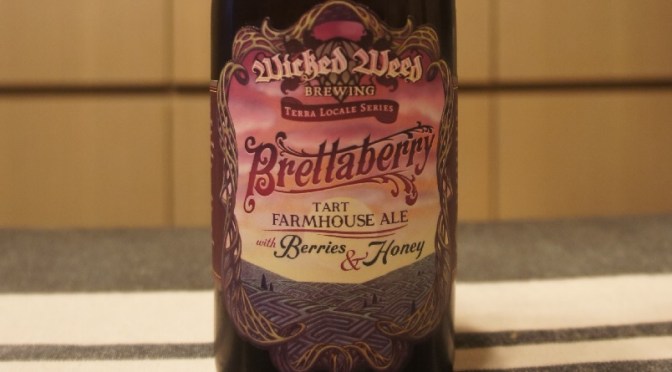 Wicked Weed
BREWING
TERRA LOCALE SERIES
Brettaberry
TART
FARMHOUSE ALE
with Berries
& Honey